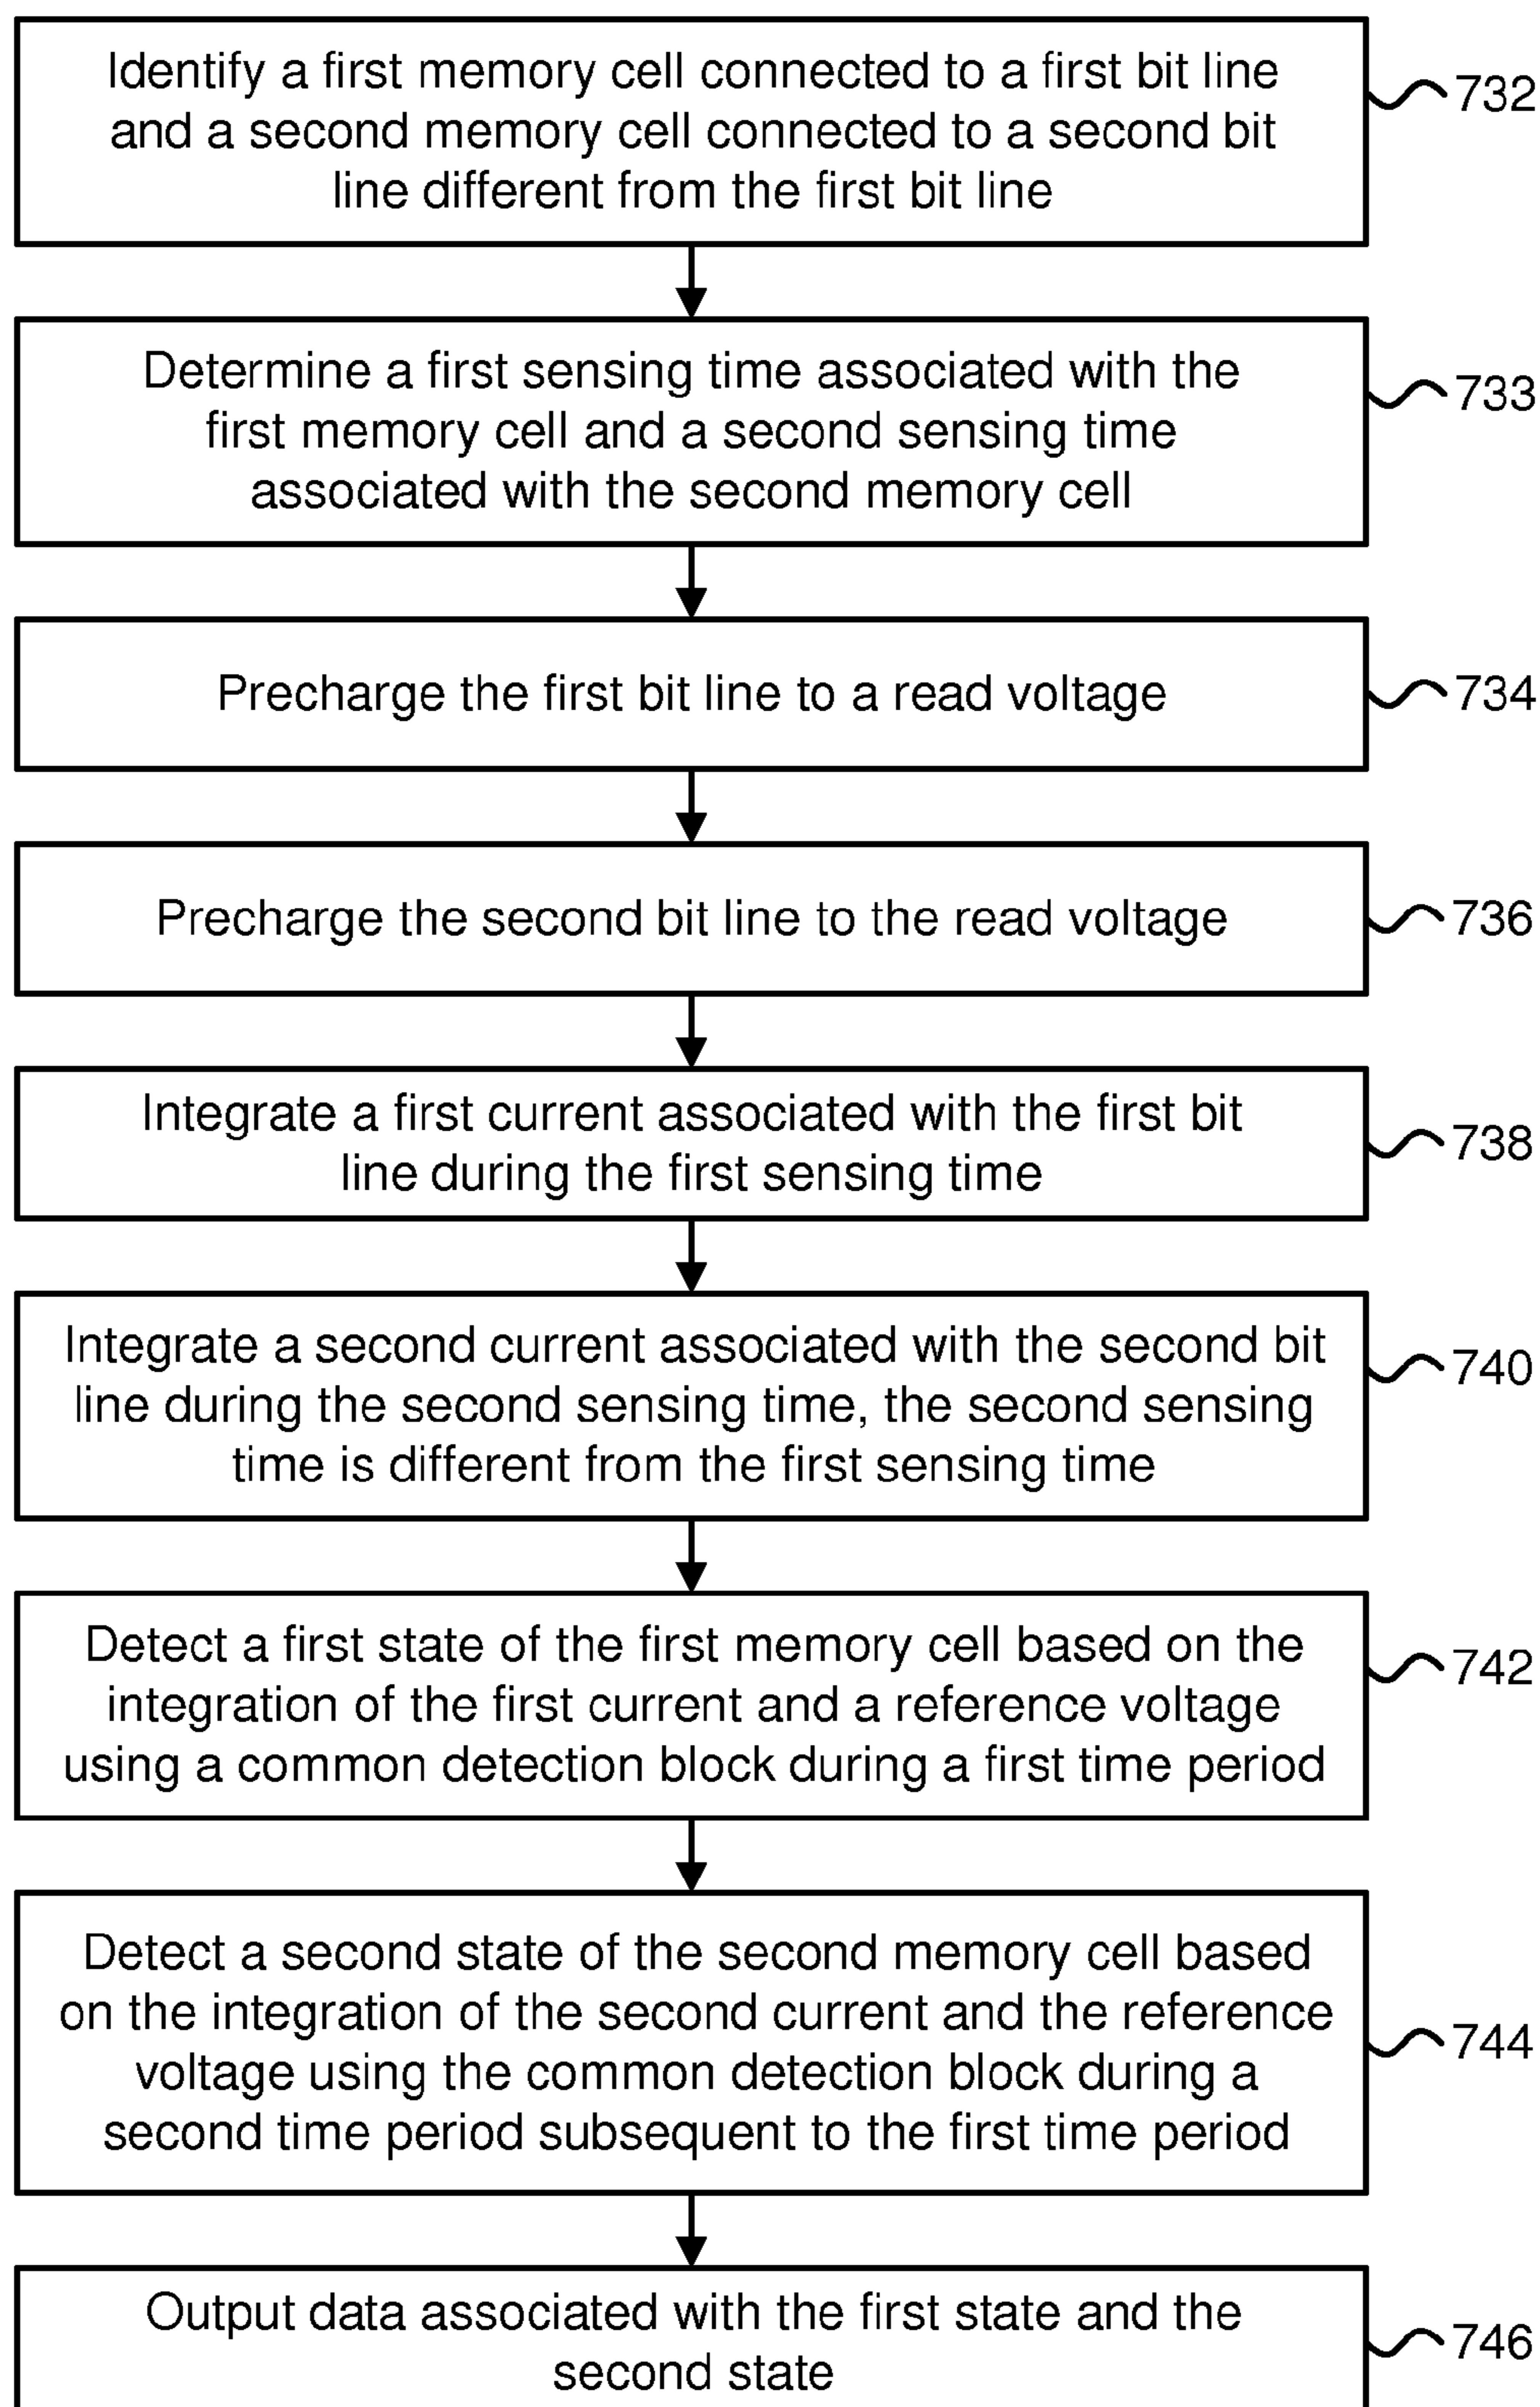 Identify a first memory cell connected to a first bit line
and a second memory cell connected to a second bit
line different from the first bit line
732
Determine a first sensing time associated with the
first memory cell and a second sensing time
associated with the second memory cell
733
Precharge the first bit line to a read voltage
734
Precharge the second bit line to the read voltage
736
Integrate a first current associated with the first bit
line during the first sensing time
738
Integrate a second current associated with the second bit
line during the second sensing time, the second sensing
time is different from the first sensing time
740
Detect a first state of the first memory cell based on the
integration of the first current and a reference voltage
using a common detection block during a first time period
742
Detect a second state of the second memory cell based
on the integration of the second current and the reference
voltage using the common detection block during a
second time period subsequent to the first time period
744
Output data associated with the first state and the
second state
746